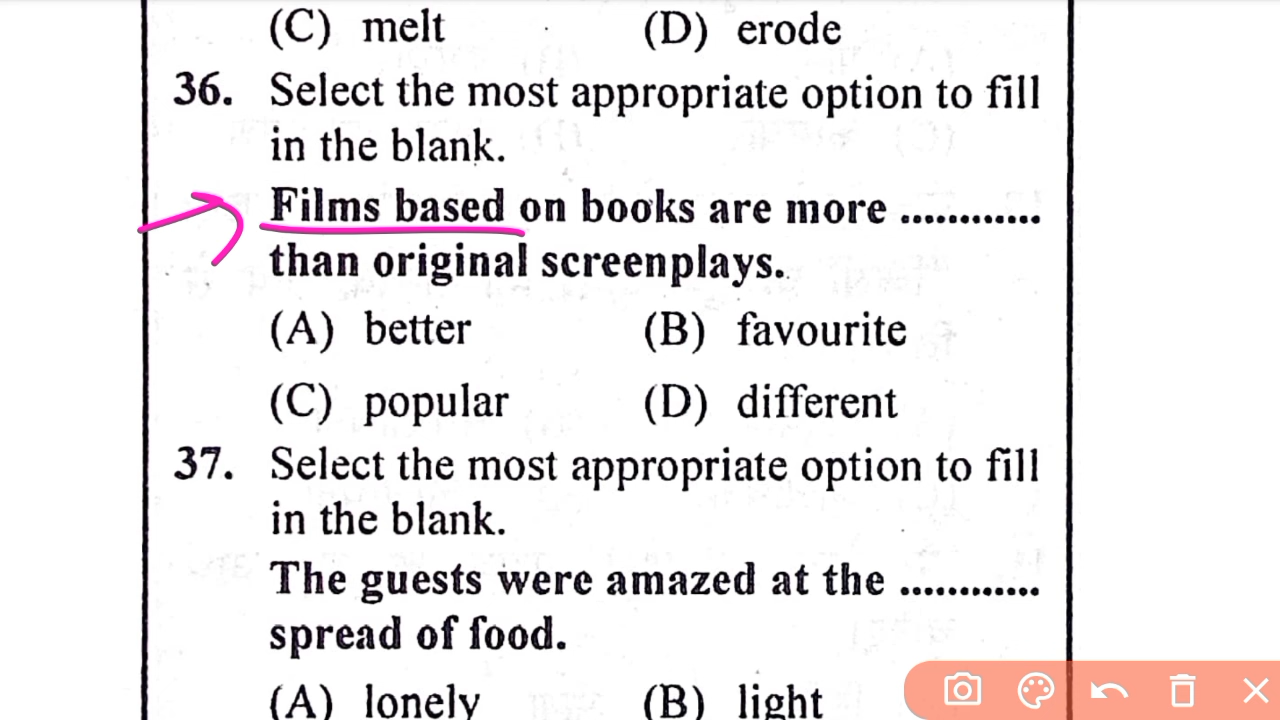 (C) melt (D) erode
36. Select the most appropriate option to fill
in the blank.
Films based on books are more ............
than original screenplays.
(A) better (B) favourite
(C) popular (D) different
37. Select the most appropriate option to fill
in the blank.
The guests were amazed at the ............
spread of food.
(A) lonely (B) light